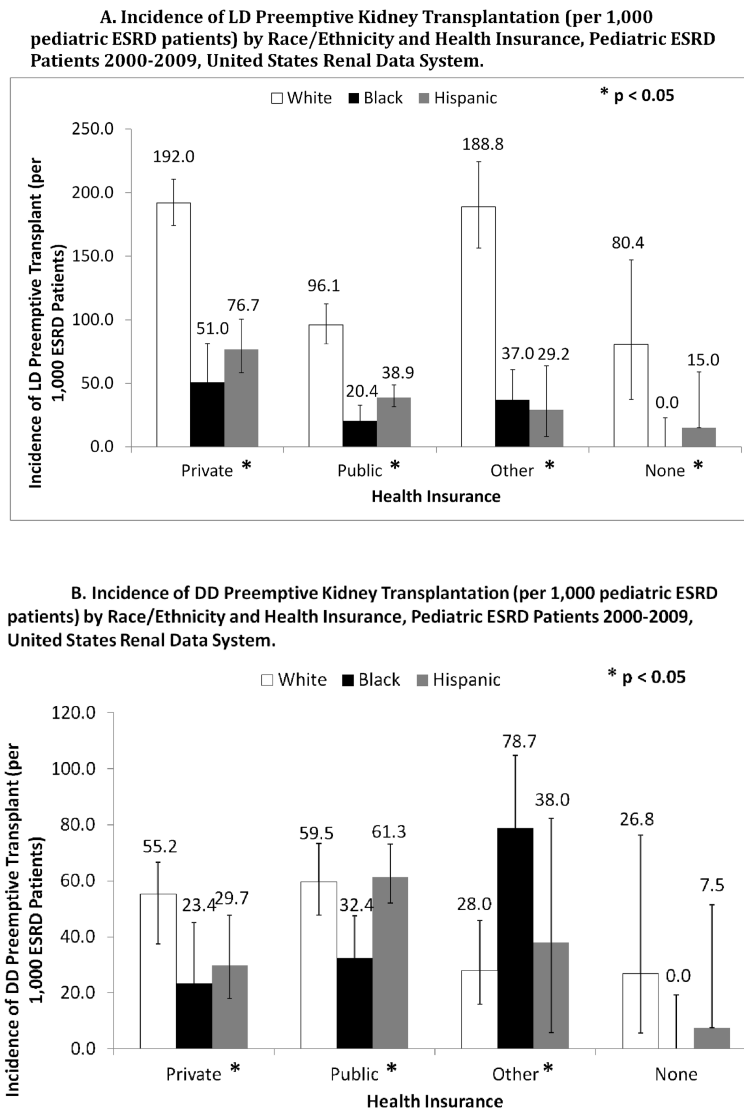 A. Incidence of LD Preemptive Kidney Transplantation (per 1,000
pediatric ESRD patients) by Race/Ethnicity and Health Insurance, Pediatric ESRD
Patients 2000-2009, United States Renal Data System.
White Black Hispanic * p < 0.05
Incidence of LD Preemptive Transplant (per
1,000 ESRD Patients)
250.0
200.0
150.0
100.0
50.0
0.0
192.0 51.0 76.7
96.1 20.4 38.9
188.8 37.0 29.2
80.4 0.0 15.0
Private * Public * Other * None *
Health Insurance
B. Incidence of DD Preemptive Kidney Transplantation (per 1,000 pediatric ESRD
patients) by Race/Ethnicity and Health Insurance, Pediatric ESRD Patients 2000-2009,
United States Renal Data System.
White Black Hispanic * p < 0.05
Incidence of DD Preemptive Transplant (per
1,000 ESRD Patients)
120.0
100.0
80.0
60.0
40.0
20.0
0.0
55.2 23.4 29.7
59.5 32.4 61.3
28.0 78.7 38.0
26.8 0.0 7.5
Private * Public * Other * None
Health Insurance